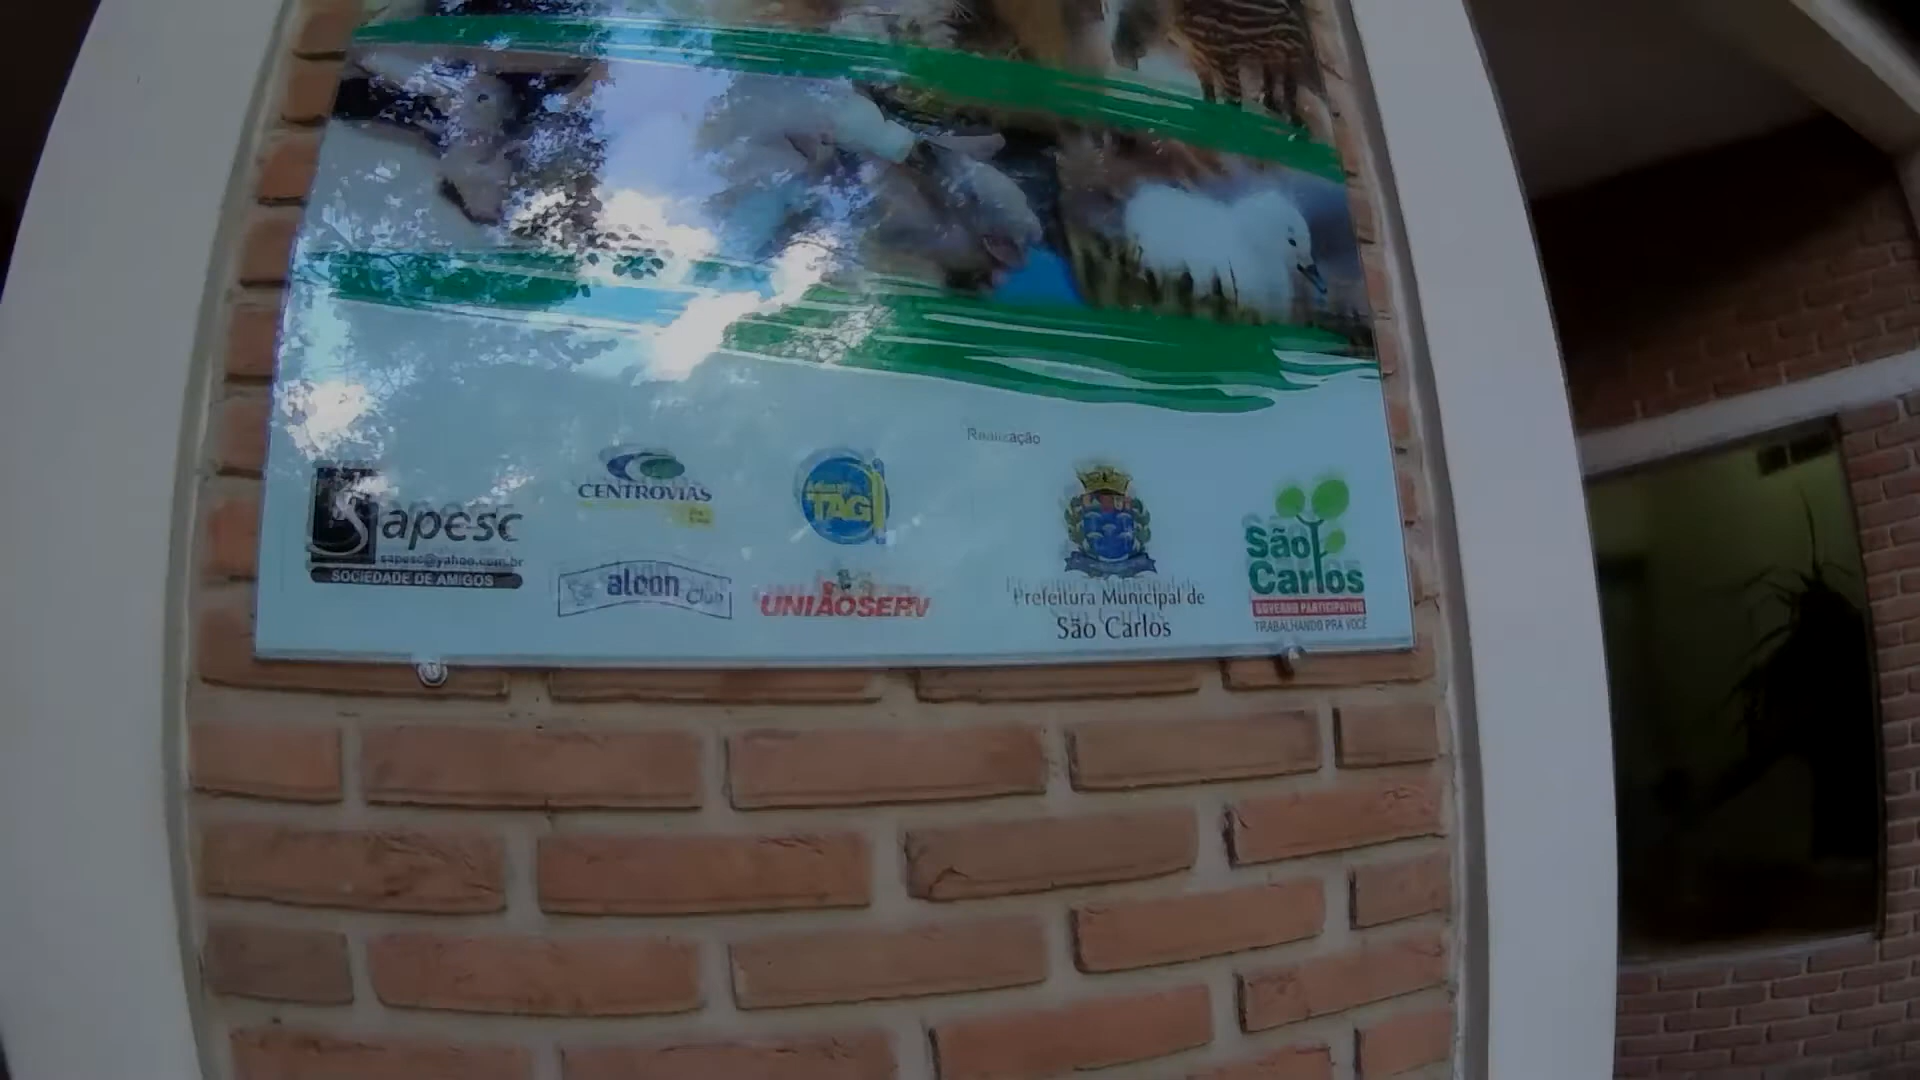 Realização
Sapesc
sapesc@yahoo.com.br
SOCIEDADE DE AMIGOS
CENTROVIAS
TAG
alcon Club
UNIÃOSERV
Prefeitura Municipal de
São Carlos
São
Carlos
GOVERNO PARTICIPATIVO
TRABALHANDO PRA VOCÊ